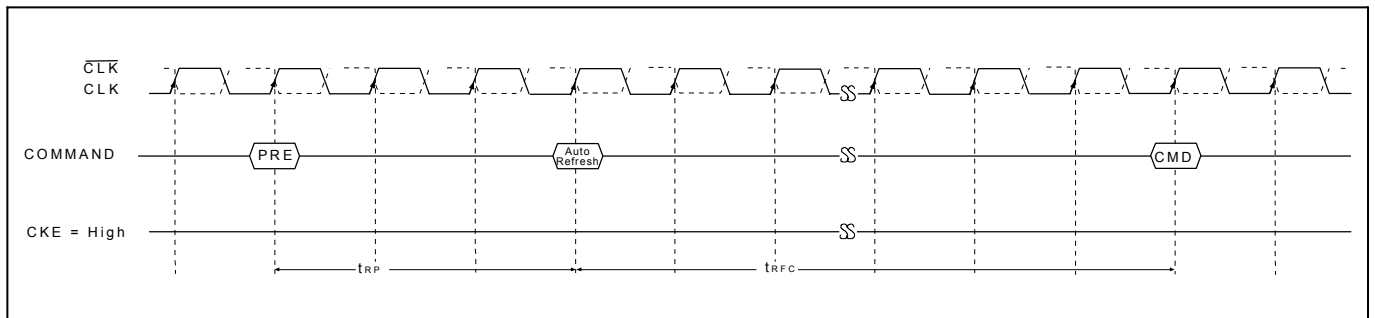 CLK
CLK
COMMAND
PRE
Auto
Refresh
CMD
CKE = High
tRP
tRFC